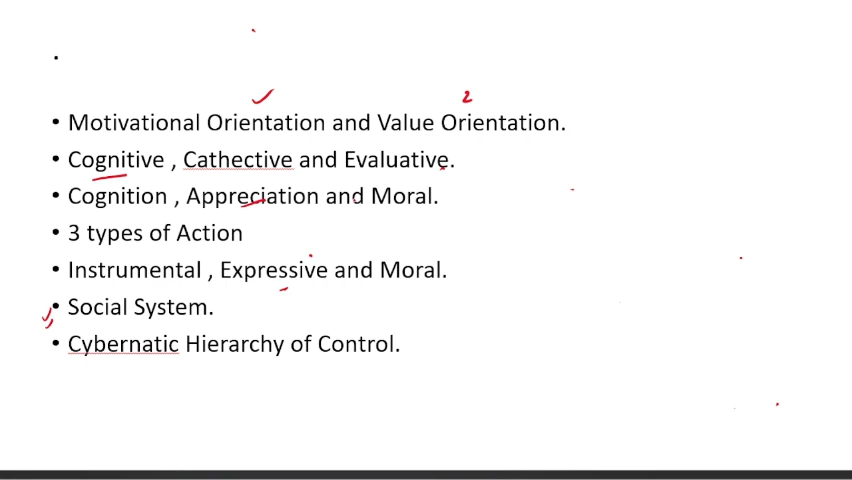 • Motivational Orientation and Value Orientation.
• Cognitive , Cathective and Evaluative.
• Cognition , Appreciation and Moral.
• 3 types of Action
• Instrumental , Expressive and Moral.
• Social System.
• Cybernatic Hierarchy of Control.